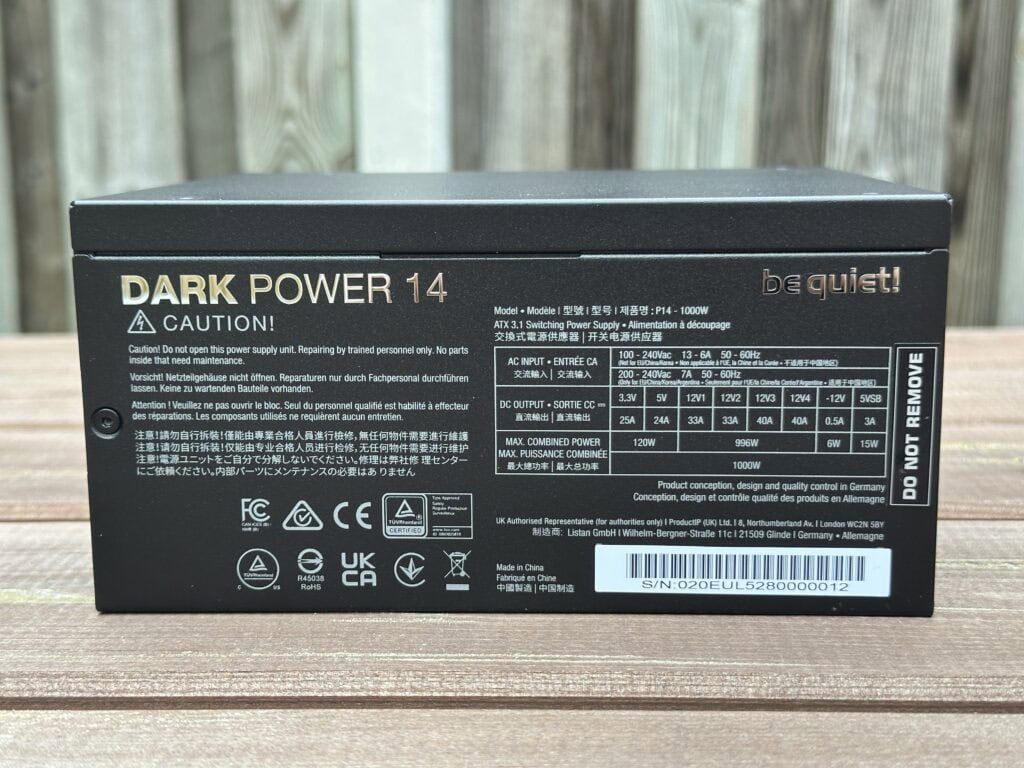 DARK POWER 14
be quiet!
CAUTION!
Caution! Do not open this power supply unit. Repairing by trained personnel only. No parts
inside that need maintenance.
Vorsicht! Netzteilgehäuse nicht öffnen. Reparaturen nur durch Fachpersonal durchführen
lassen. Keine zu wartenden Bauteile vorhanden.
Attention ! Veuillez ne pas ouvrir le bloc. Seul du personnel qualifié est habilité à effecteur
des réparations. Les composants utilisés ne requièrent aucun entretien.
注意!請勿自行拆裝!僅能由專業合格人員進行檢修,無任何物件需要進行維護
注意!请勿自行拆装!仅能由专业合格人员进行检修,无任何物件需要进行维护
注意!電源ユニットをご自分で分解しないでください。修理は弊社修 理センター
にご依頼ください。内部パーツにメンテナンスの必要はあ りません
Model • Modèle | 型號 | 型号 | 제품명 : P14 - 1000W
ATX 3.1 Switching Power Supply • Alimentation à découpage
交換式電源供應器 | 开关电源供应器
AC INPUT • ENTRÉE CA
交流輸入 | 交流输入
100 - 240Vac 13 - 6A 50 - 60Hz
200 - 240Vac 7A 50 - 60Hz
DC OUTPUT • SORTIE CC
直流輸出 | 直流输出
3.3V 5V 12V1 12V2 12V3 12V4 -12V 5VSB
25A 24A 33A 33A 40A 40A 0.5A 3A
MAX. COMBINED POWER
MAX. PUISSANCE COMBINÉE
最大總功率 | 最大总功率
120W 996W 6W 15W
1000W
DO NOT REMOVE
Product conception, design and quality control in Germany
Conception, design et contrôle qualité des produits en Allemagne
UK Authorised Representative (for authorities only) | ProductIP (UK) Ltd. | 8, Northumberland Av. | London WC2N 5BY
制造商: Listan GmbH | Wilhelm-Bergner-Straße 11c | 21509 Glinde | Germany • Allemagne
FC
CE
TÜVRheinland
CERTIFIED
Type Approved
Safety
Regular Production
Surveillance
TÜVRheinland
C US
R45038
RoHS
UK
CA
Made in China
Fabriqué en Chine
中國製造 | 中国制造
S/N:020EUL5280000012